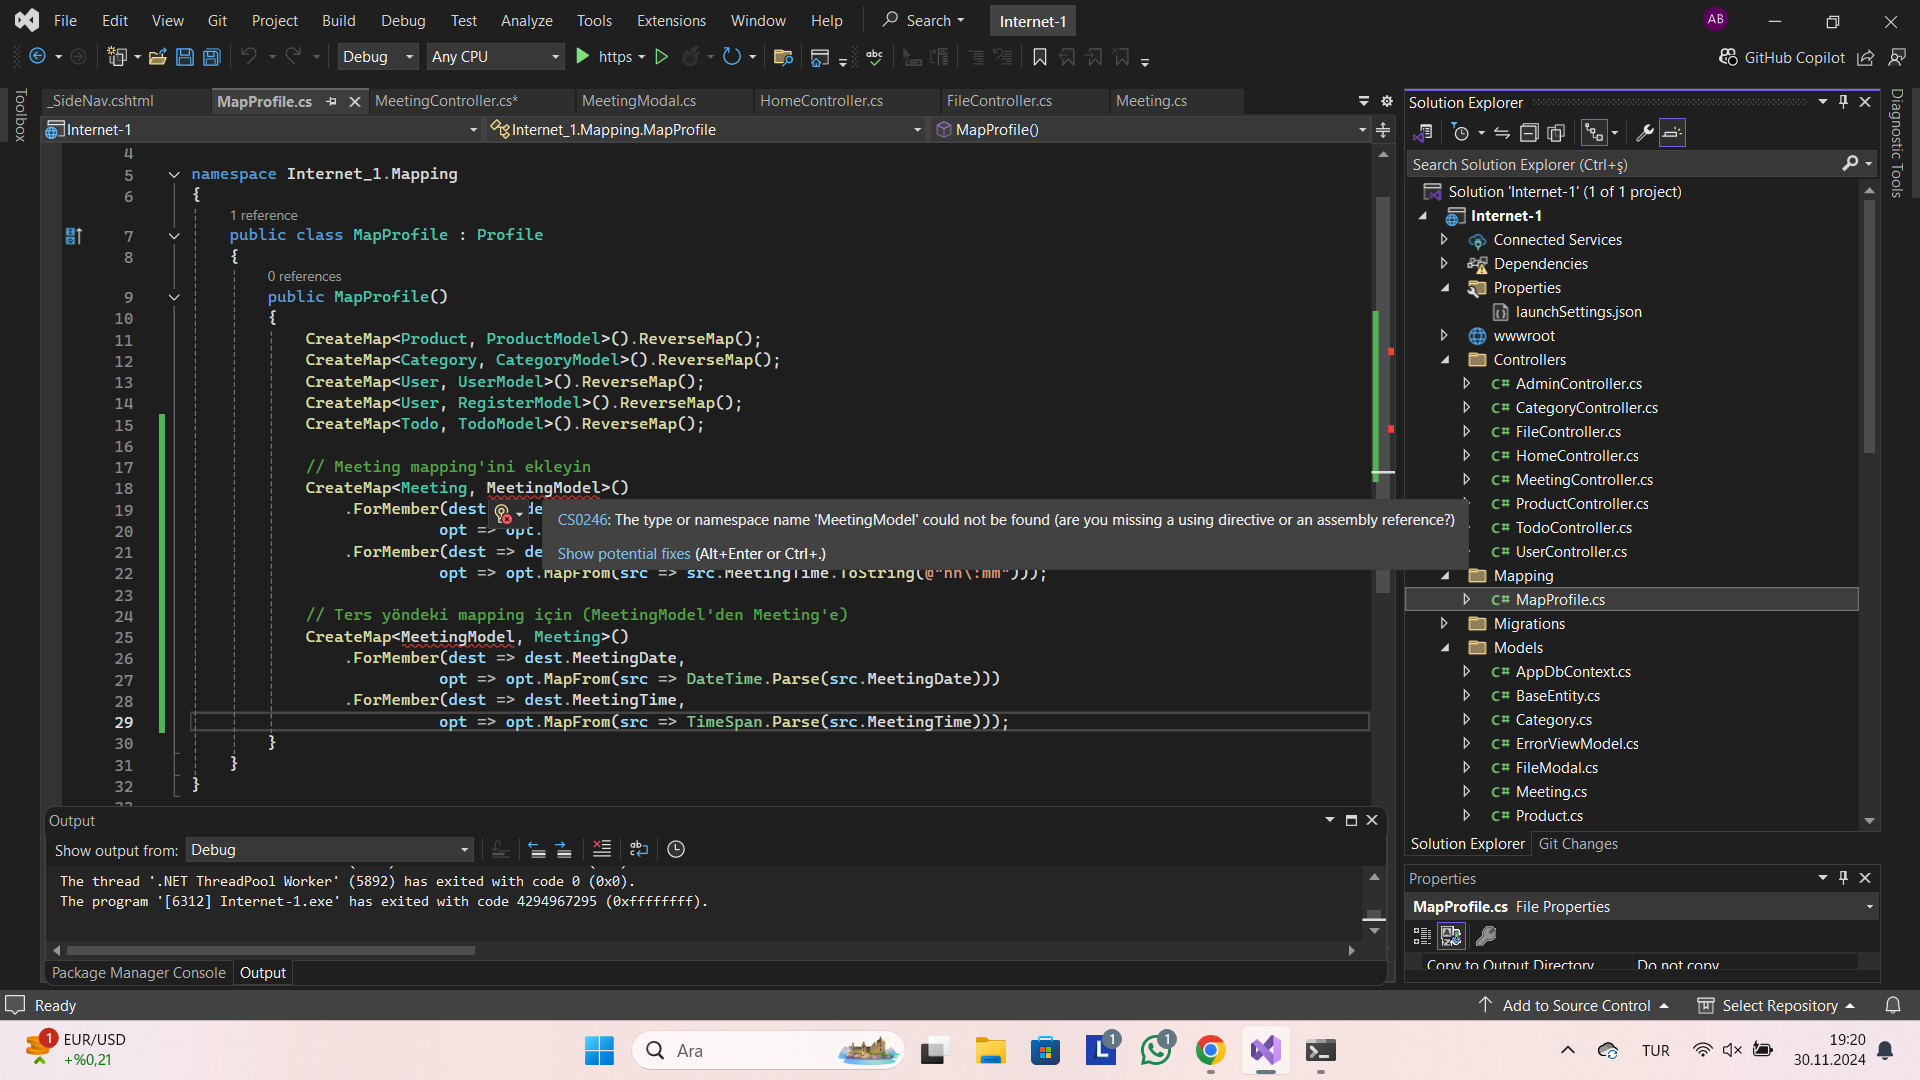 File Edit View Git Project Build Debug Test Analyze Tools Extensions Window Help Search Internet-1 AB
Debug Any CPU https GitHub Copilot
Toolbox
_SideNav.cshtml MapProfile.cs MeetingController.cs* MeetingModal.cs HomeController.cs FileController.cs Meeting.cs
Internet-1 Internet_1.Mapping.MapProfile MapProfile()
4
5 namespace Internet_1.Mapping
6 {
1 reference
7 public class MapProfile : Profile
8 {
0 references
9 public MapProfile()
10 {
11 CreateMap<Product, ProductModel>().ReverseMap();
12 CreateMap<Category, CategoryModel>().ReverseMap();
13 CreateMap<User, UserModel>().ReverseMap();
14 CreateMap<User, RegisterModel>().ReverseMap();
15 CreateMap<Todo, TodoModel>().ReverseMap();
16
17 // Meeting mapping'ini ekleyin
18 CreateMap<Meeting, MeetingModel>()
19 .ForMember(dest => de
20 opt => opt.
21 .ForMember(dest => de
22 opt => opt.MapFrom(src => src.MeetingTime.ToString(@"hh\:mm")));
23
24 // Ters yöndeki mapping için (MeetingModel'den Meeting'e)
25 CreateMap<MeetingModel, Meeting>()
26 .ForMember(dest => dest.MeetingDate,
27 opt => opt.MapFrom(src => DateTime.Parse(src.MeetingDate)))
28 .ForMember(dest => dest.MeetingTime,
29 opt => opt.MapFrom(src => TimeSpan.Parse(src.MeetingTime)));
30 }
31 }
32 }
CS0246: The type or namespace name 'MeetingModel' could not be found (are you missing a using directive or an assembly reference?)
Show potential fixes (Alt+Enter or Ctrl+.)
Output
Show output from: Debug
The thread '.NET ThreadPool Worker' (5892) has exited with code 0 (0x0).
The program '[6312] Internet-1.exe' has exited with code 4294967295 (0xffffffff).
Package Manager Console Output
Solution Explorer
Search Solution Explorer (Ctrl+ş)
Solution 'Internet-1' (1 of 1 project)
Internet-1
Connected Services
Dependencies
Properties
launchSettings.json
wwwroot
Controllers
C# AdminController.cs
C# CategoryController.cs
C# FileController.cs
C# HomeController.cs
C# MeetingController.cs
C# ProductController.cs
C# TodoController.cs
C# UserController.cs
Mapping
C# MapProfile.cs
Migrations
Models
C# AppDbContext.cs
C# BaseEntity.cs
C# Category.cs
C# ErrorViewModel.cs
C# FileModal.cs
C# Meeting.cs
C# Product.cs
Solution Explorer Git Changes
Properties
MapProfile.cs File Properties
Copy to Output Directory Do not copy
Diagnostic Tools
Ready Add to Source Control Select Repository
1 EUR/USD
+%0,21
Ara
L 1 1
TUR
19:20
30.11.2024